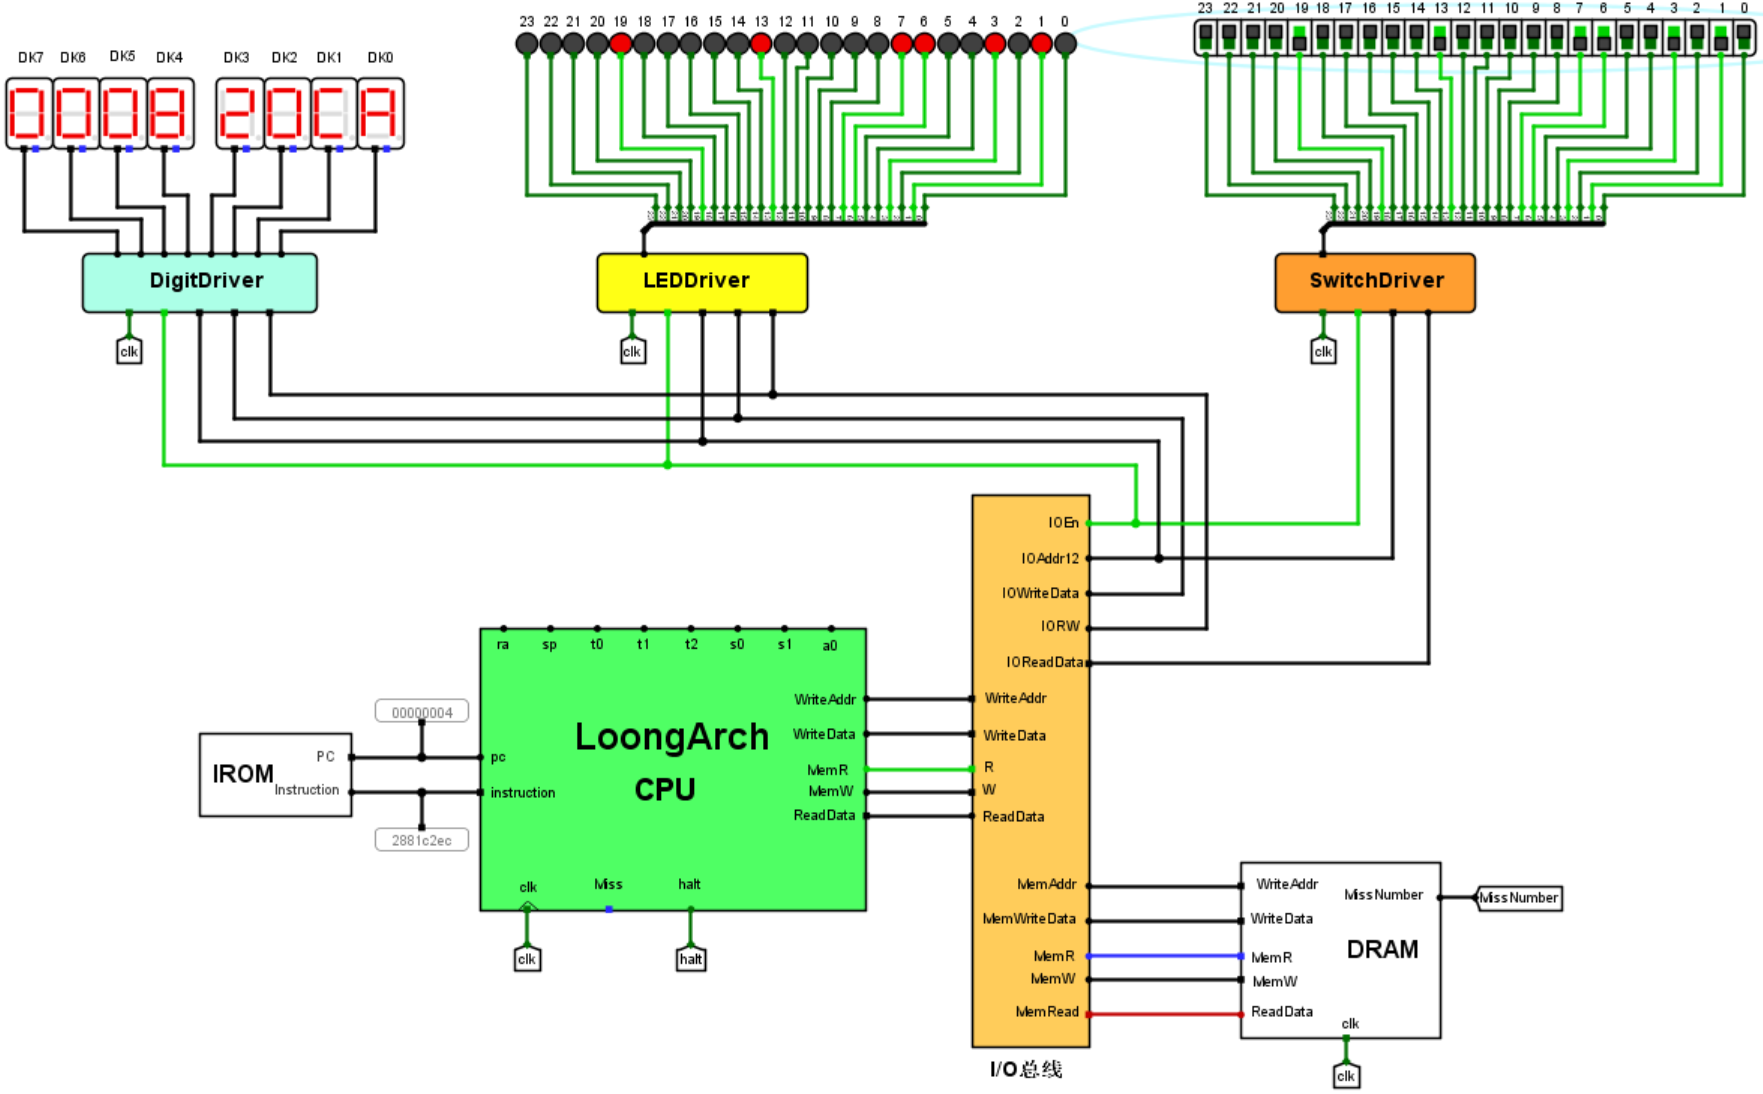 23 22 21 20 19 18 17 16 15 14 13 12 11 10 9 8 7 6 5 4 3 2 1 0
23 22 21 20 19 18 17 16 15 14 13 12 11 10 9 8 7 6 5 4 3 2 1 0
DK7 DK6 DK5 DK4 DK3 DK2 DK1 DK0
0008 20CA
DigitDriver
LEDDriver
SwitchDriver
clk
clk
clk
IOEn
IOAddr12
IOWriteData
IORW
IOReadData
ra sp t0 t1 t2 s0 s1 a0
WriteAddr
WriteData
MemR
MemW
ReadData
WriteAddr
WriteData
R
W
ReadData
LoongArch
CPU
00000004
PC
pc
IROM
Instruction
instruction
2881c2ec
clk
Miss
halt
clk
halt
MemAddr
MemWriteData
MemR
MemW
MemRead
WriteAddr
WriteData
MemR
MemW
ReadData
MissNumber
MissNumber
DRAM
clk
clk
I/O总线